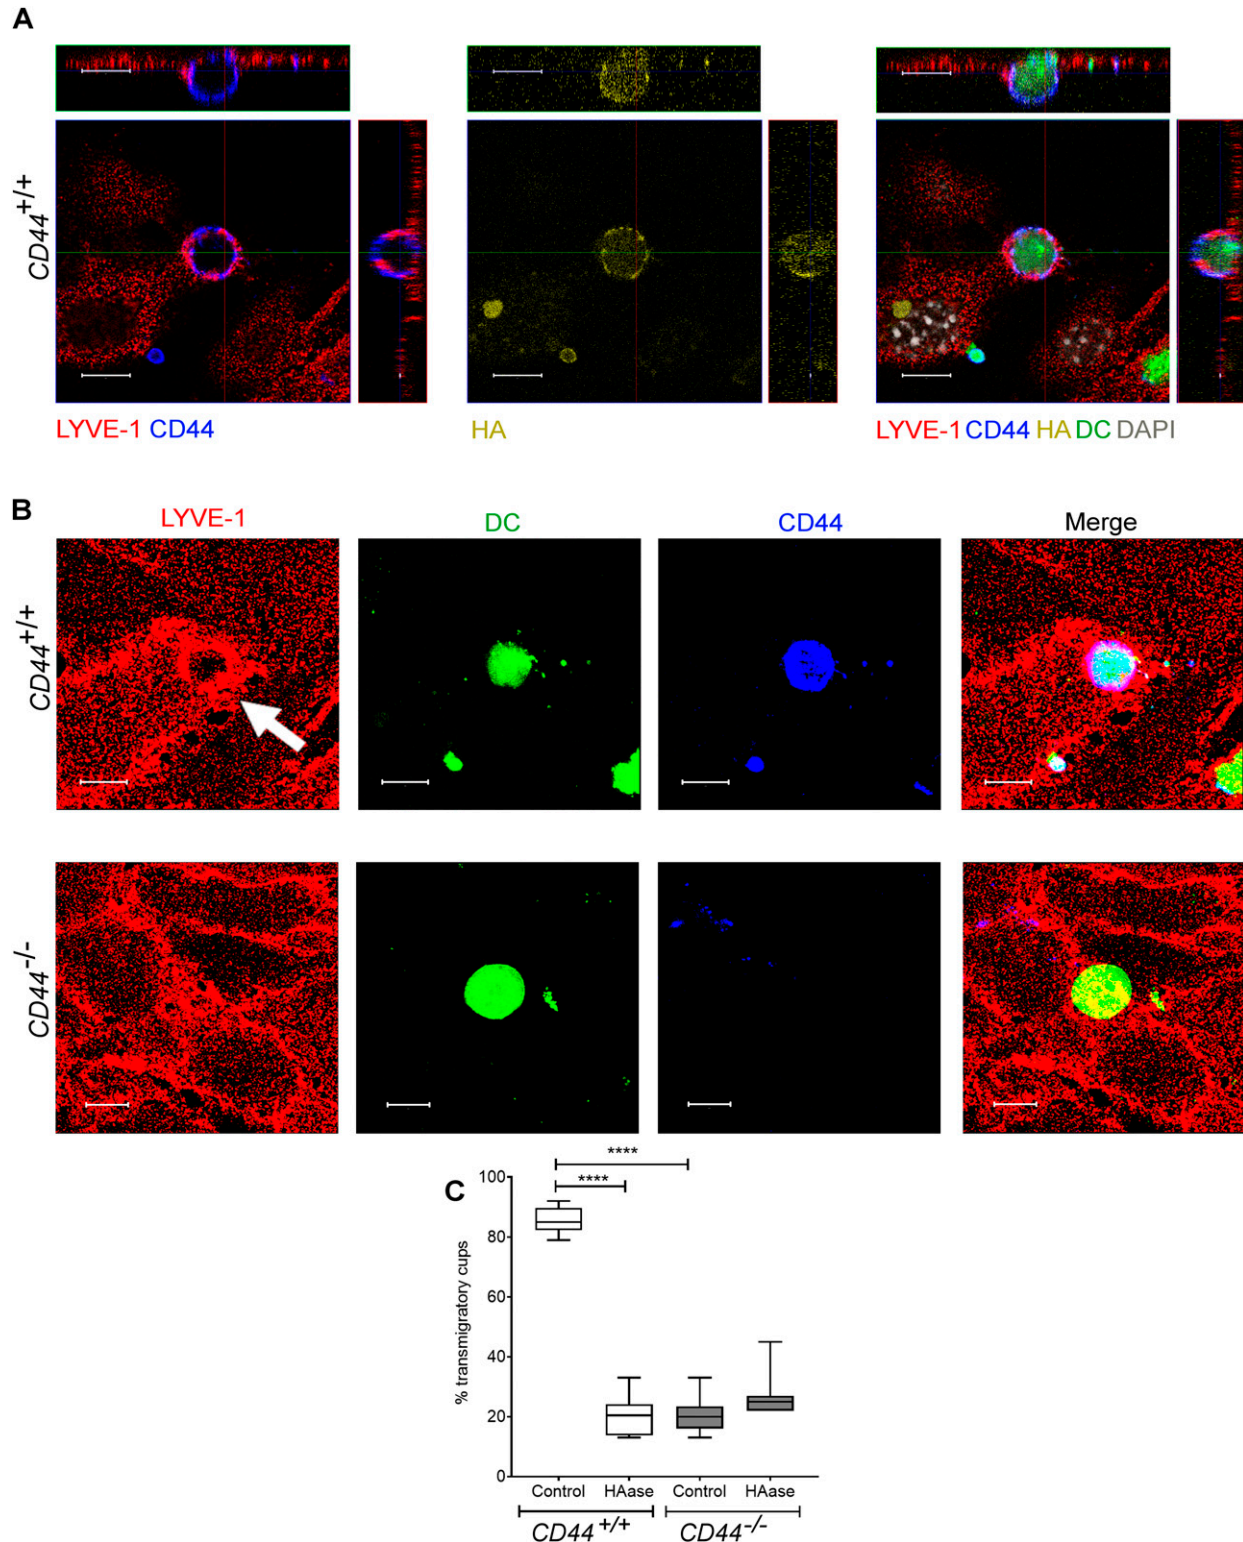 A
CD44+/+
LYVE-1 CD44
HA
LYVE-1 CD44 HA DC DAPI
B
LYVE-1 DC CD44 Merge
CD44+/+
CD44-/-
C
****
****
% transmigratory cups
100
80
60
40
20
0
Control HAase Control HAase
CD44+/+ CD44-/-